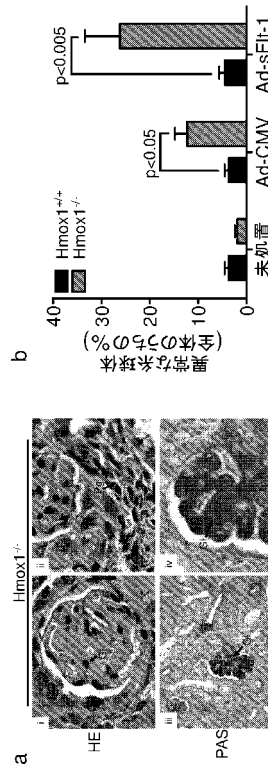 a
Hmox1-/-
HE
i
ii
PAS
iii
iv
b
異常な糸球体
(全体のうちの%)
40
30
20
10
0
Hmox1+/+
Hmox1-/-
p<0.05
p<0.005
未処置
Ad-CMV
Ad-sFlt-1